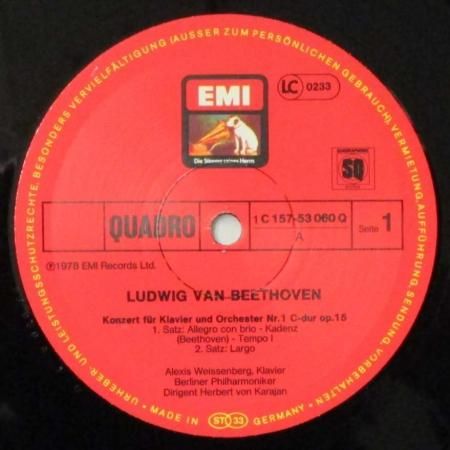 URHEBER- UND LEISTUNGSSCHUTZRECHTE, BESONDERS VERVIELFÄLTIGUNG (AUSSER ZUM PERSÖNLICHEN GEBRAUCH), VERMIETUNG, AUFFÜHRUNG, SENDUNG, VORBEHALTEN
EMI
LC 0233
Die Stimme seines Herrn
SQ
QUADRO
1 C 157-53 060 Q
A
Seite 1
℗ 1978 EMI Records Ltd.
LUDWIG VAN BEETHOVEN
Konzert für Klavier und Orchester Nr.1 C-dur op.15
1. Satz: Allegro con brio - Kadenz
(Beethoven) - Tempo I
2. Satz: Largo
Alexis Weissenberg, Klavier
Berliner Philharmoniker
Dirigent Herbert von Karajan
MADE IN GERMANY
ST 33